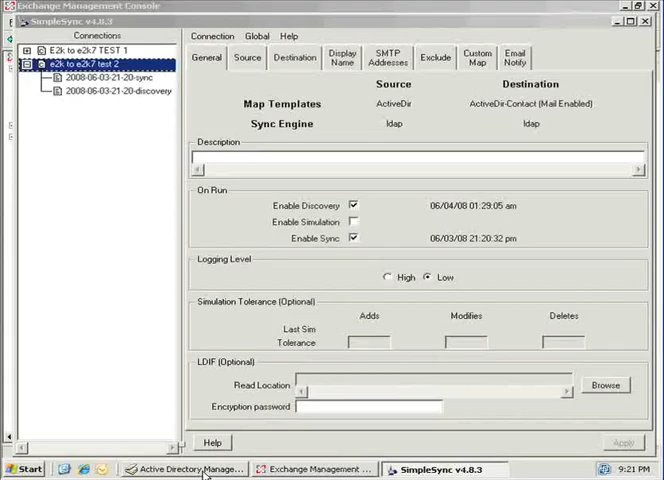 Exchange Management Console
SimpleSync v4.8.3
Connections
E2k to e2k7 TEST 1
e2k to e2k7 test 2
2008-06-03-21-20-sync
2008-06-03-21-20-discovery
Connection Global Help
General Source Destination Display Name SMTP Addresses Exclude Custom Map Email Notify
Source Destination
Map Templates ActiveDir ActiveDir-Contact (Mail Enabled)
Sync Engine ldap ldap
Description
On Run
Enable Discovery 06/04/08 01:29:05 am
Enable Simulation
Enable Sync 06/03/08 21:20:32 pm
Logging Level
High Low
Simulation Tolerance (Optional)
Adds Modifies Deletes
Last Sim
Tolerance
LDIF (Optional)
Read Location Browse
Encryption password
Help Apply
Start Active Directory Manage... Exchange Management ... SimpleSync v4.8.3 9:21 PM